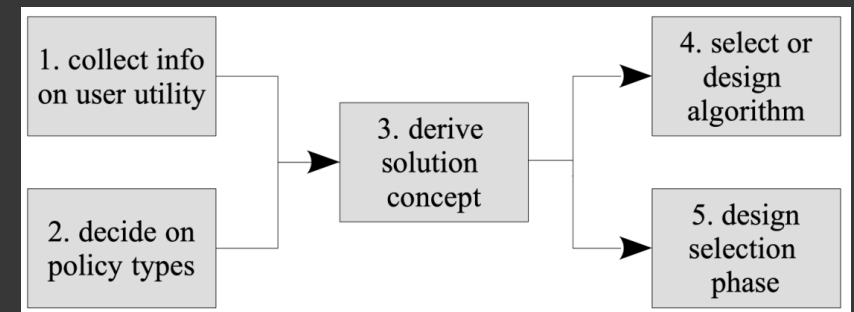 1. collect info
on user utility
2. decide on
policy types
3. derive
solution
concept
4. select or
design
algorithm
5. design
selection
phase